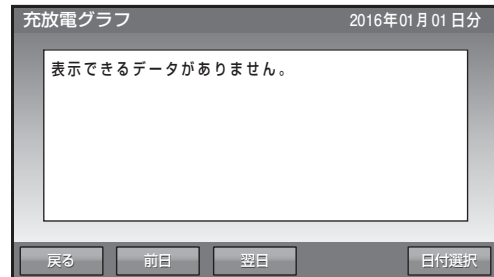 充放電グラフ 2016年01月01日分
表示できるデータがありません。
戻る 前日 翌日 日付選択